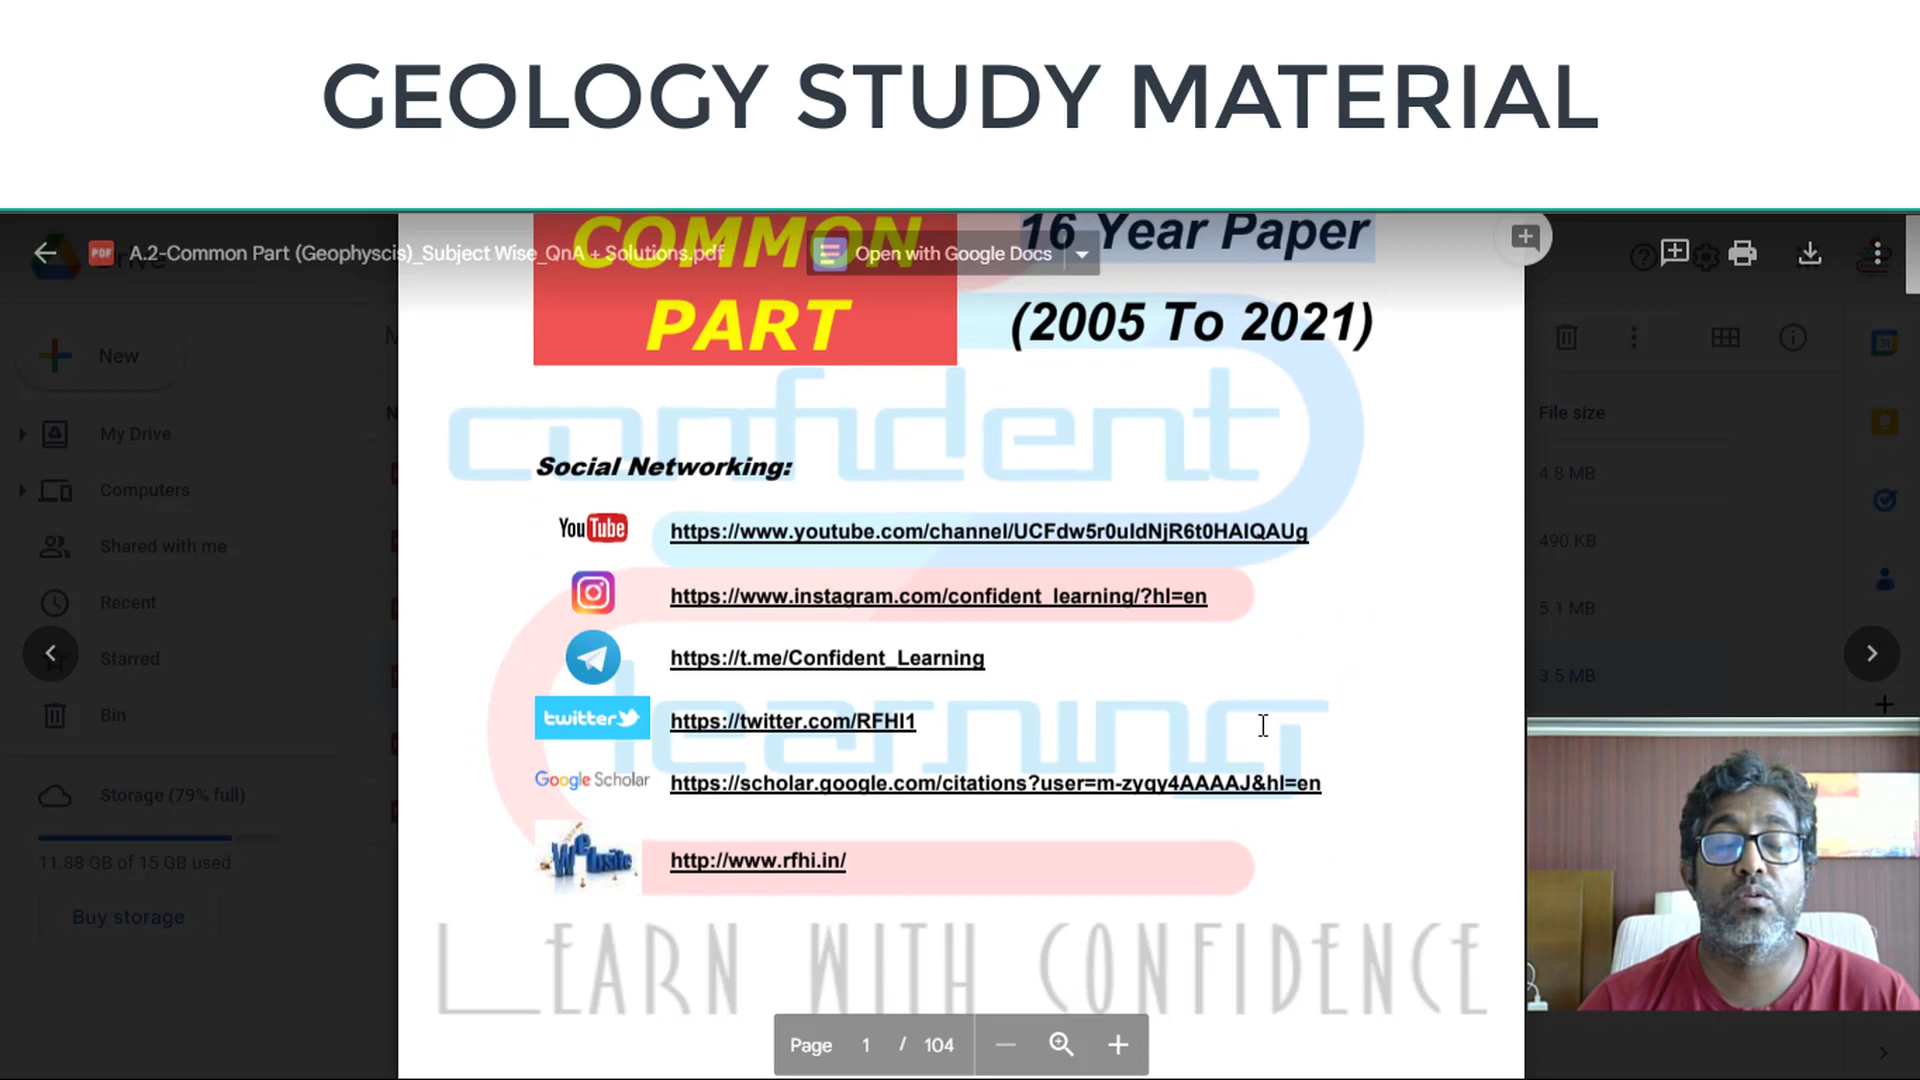 GEOLOGY STUDY MATERIAL
A.2-Common Part (Geophyscis)_Subject Wise_QnA + Solutions.pdf
Open with Google Docs
COMMON
PART
16 Year Paper
(2005 To 2021)
New
My Drive
Computers
Shared with me
Recent
Starred
Bin
Storage (79% full)
11.88 GB of 15 GB used
Buy storage
File size
4.8 MB
490 KB
5.1 MB
3.5 MB
confident
learning
Social Networking:
YouTube https://www.youtube.com/channel/UCFdw5r0uIdNjR6t0HAlQAUg
https://www.instagram.com/confident_learning/?hl=en
https://t.me/Confident_Learning
twitter https://twitter.com/RFHI1
Google Scholar https://scholar.google.com/citations?user=m-zyqy4AAAAJ&hl=en
Website http://www.rfhi.in/
LEARN WITH CONFIDENCE
Page 1 / 104